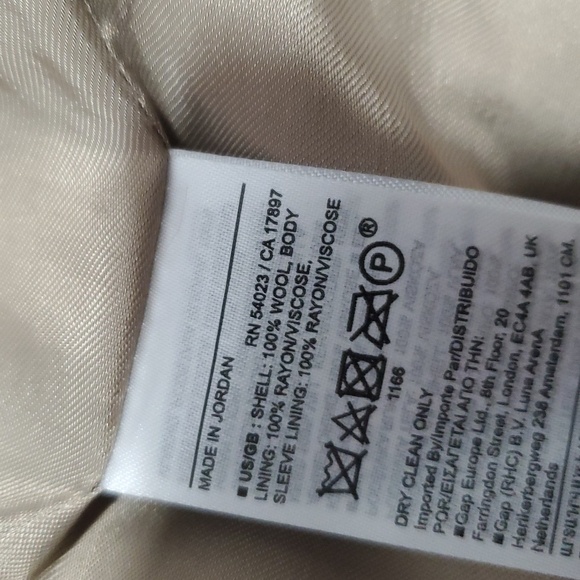 MADE IN JORDAN
RN 54023 / CA 17897
■ US/GB : SHELL: 100% WOOL, BODY
LINING: 100% RAYON/VISCOSE,
SLEEVE LINING: 100% RAYON/VISCOSE
P ®
1166
DRY CLEAN ONLY
Imported By/Importe Par/DISTRIBUIDO
POR/ΕΙΣΑΓΕΤΑΙ ΑΠΟ ΤΗΝ:
■Gap Europe Ltd., 8th Floor, 20
Farringdon Street, London, EC4A 4AB, UK
■Gap (RHC) B.V. Luna ArenA
Herikerbergweg 238 Amsterdam, 1101 CM.
Netherlands